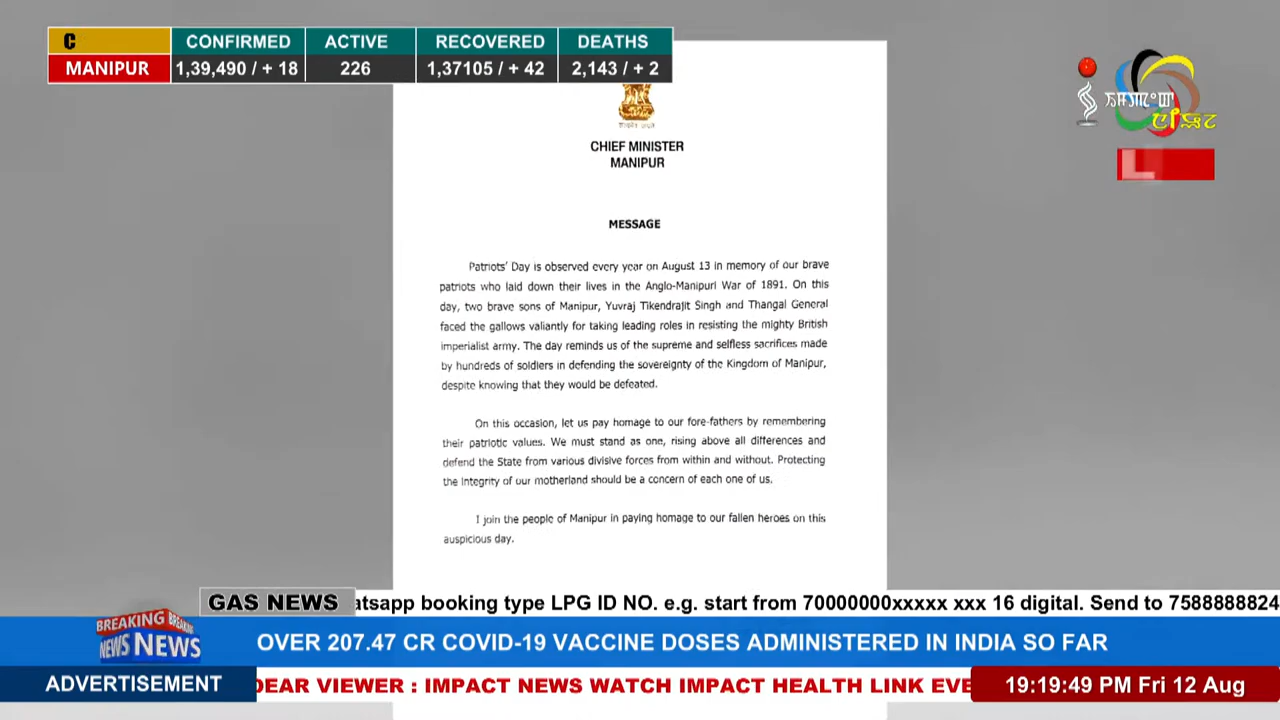 C CONFIRMED ACTIVE RECOVERED DEATHS
MANIPUR 1,39,490 / + 18 226 1,37105 / + 42 2,143 / + 2
CHIEF MINISTER
MANIPUR
MESSAGE
Patriots' Day is observed every year on August 13 in memory of our brave
patriots who laid down their lives in the Anglo-Manipuri War of 1891. On this
day, two brave sons of Manipur, Yuvraj Tikendrajit Singh and Thangal General
faced the gallows valiantly for taking leading roles in resisting the mighty British
imperialist army. The day reminds us of the supreme and selfless sacrifices made
by hundreds of soldiers in defending the sovereignty of the Kingdom of Manipur,
despite knowing that they would be defeated.
On this occasion, let us pay homage to our fore-fathers by remembering
their patriotic values. We must stand as one, rising above all differences and
defend the State from various divisive forces from within and without. Protecting
the integrity of our motherland should be a concern of each one of us.
I join the people of Manipur in paying homage to our fallen heroes on this
auspicious day.
L
GAS NEWS atsapp booking type LPG ID NO. e.g. start from 70000000xxxxx xxx 16 digital. Send to 7588888824
BREAKING NEWS NEWS
OVER 207.47 CR COVID-19 VACCINE DOSES ADMINISTERED IN INDIA SO FAR
ADVERTISEMENT DEAR VIEWER : IMPACT NEWS WATCH IMPACT HEALTH LINK EVE 19:19:49 PM Fri 12 Aug